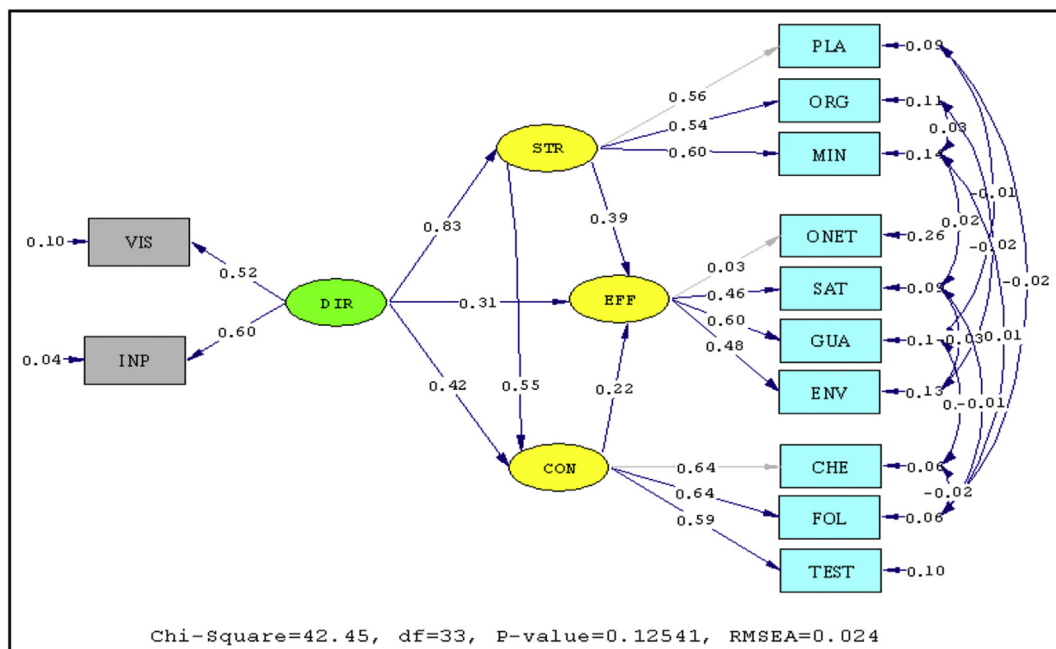 PLA
0.09
0.56
ORG
0.11
0.54
0.03
STR
0.60
MIN
0.14
-0.01
0.39
0.02
0.83
ONET
0.26
0.10
VIS
-0.02
0.52
0.03
-0.02
DIR
0.31
EFF
0.46
SAT
0.09
0.60
0.60
GUA
-0.03
0.01
0.04
INP
0.48
0.42
0.55
0.22
ENV
0.13
-0.01
CON
0.64
CHE
0.06
0.64
-0.02
0.59
FOL
0.06
TEST
0.10
Chi-Square=42.45, df=33, P-value=0.12541, RMSEA=0.024